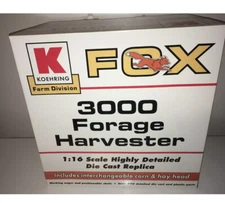 K
KOEHRING
Farm Division
FOX
3000
Forage
Harvester
1:16 Scale Highly Detailed
Die Cast Replica
Includes interchangeable corn & hay head